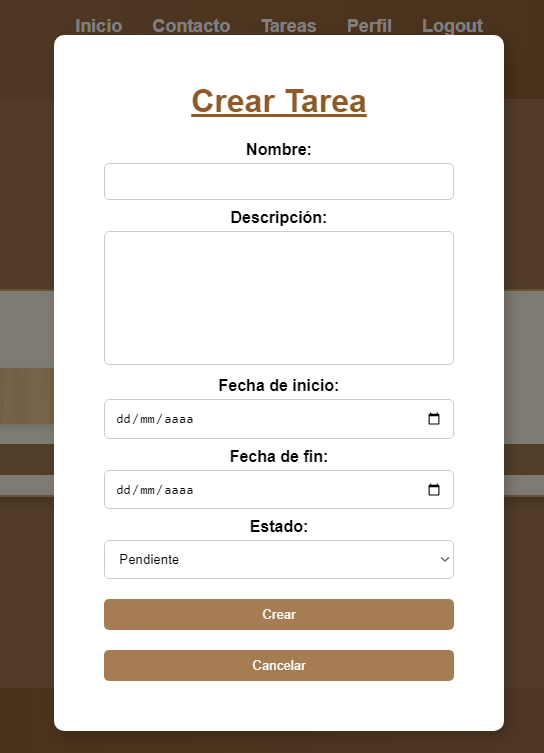 Inicio Contacto Tareas Perfil Logout
Crear Tarea
Nombre:
Descripción:
Fecha de inicio:
dd/mm/aaaa
Fecha de fin:
dd/mm/aaaa
Estado:
Pendiente
Crear
Cancelar